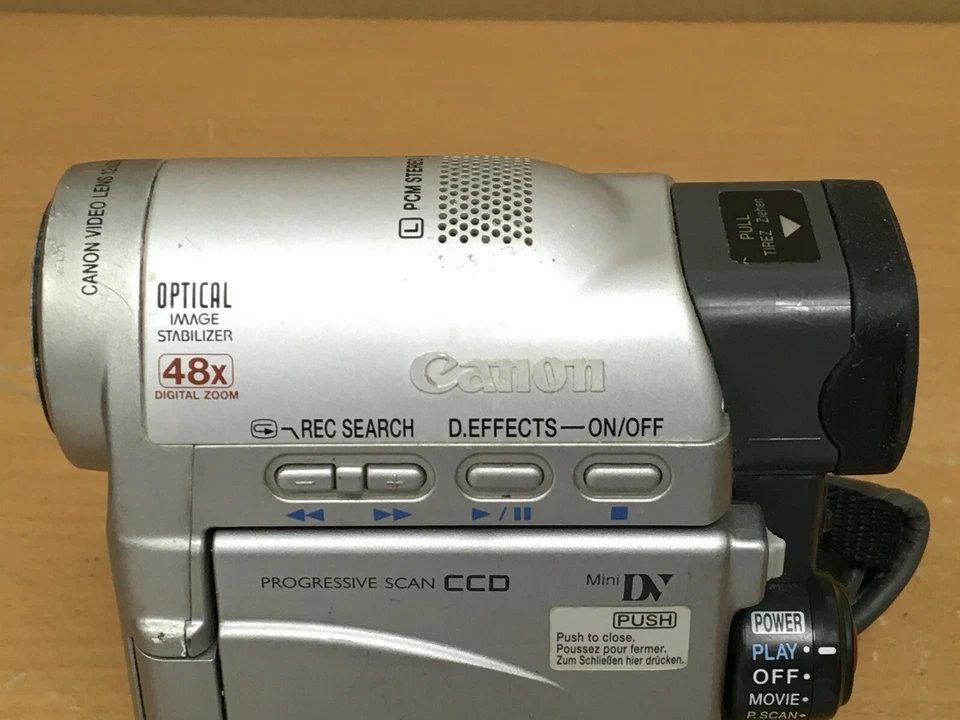 CANON VIDEO LENS
OPTICAL
IMAGE
STABILIZER
48x
DIGITAL ZOOM
L PCM STEREO
PULL
TIREZ Ziehen
Canon
REC SEARCH D.EFFECTS—ON/OFF
− +
PROGRESSIVE SCAN CCD
Mini DV
PUSH
Push to close.
Poussez pour fermer.
Zum Schließen hier drücken.
POWER
PLAY
OFF
MOVIE
P.SCAN